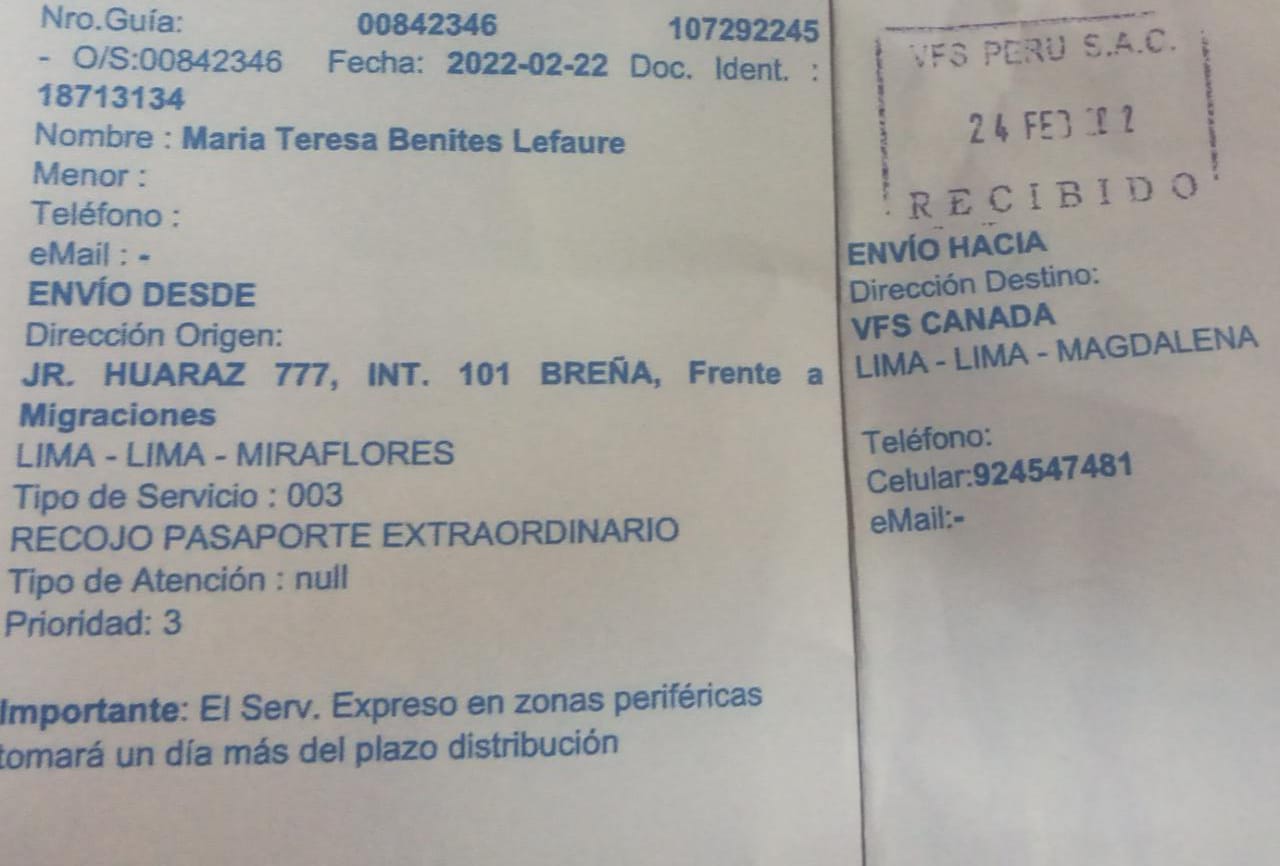 Nro.Guía: 00842346 107292245
- O/S:00842346 Fecha: 2022-02-22 Doc. Ident. :
18713134
Nombre : Maria Teresa Benites Lefaure
Menor :
Teléfono :
eMail : -
ENVÍO DESDE
Dirección Origen:
JR. HUARAZ 777, INT. 101 BREÑA, Frente a
Migraciones
LIMA - LIMA - MIRAFLORES
Tipo de Servicio : 003
RECOJO PASAPORTE EXTRAORDINARIO
Tipo de Atención : null
Prioridad: 3
Importante: El Serv. Expreso en zonas periféricas
tomará un día más del plazo distribución
VFS PERU S.A.C.
24 FEB
RECIBIDO
ENVÍO HACIA
Dirección Destino:
VFS CANADA
LIMA - LIMA - MAGDALENA
Teléfono:
Celular:924547481
eMail:-